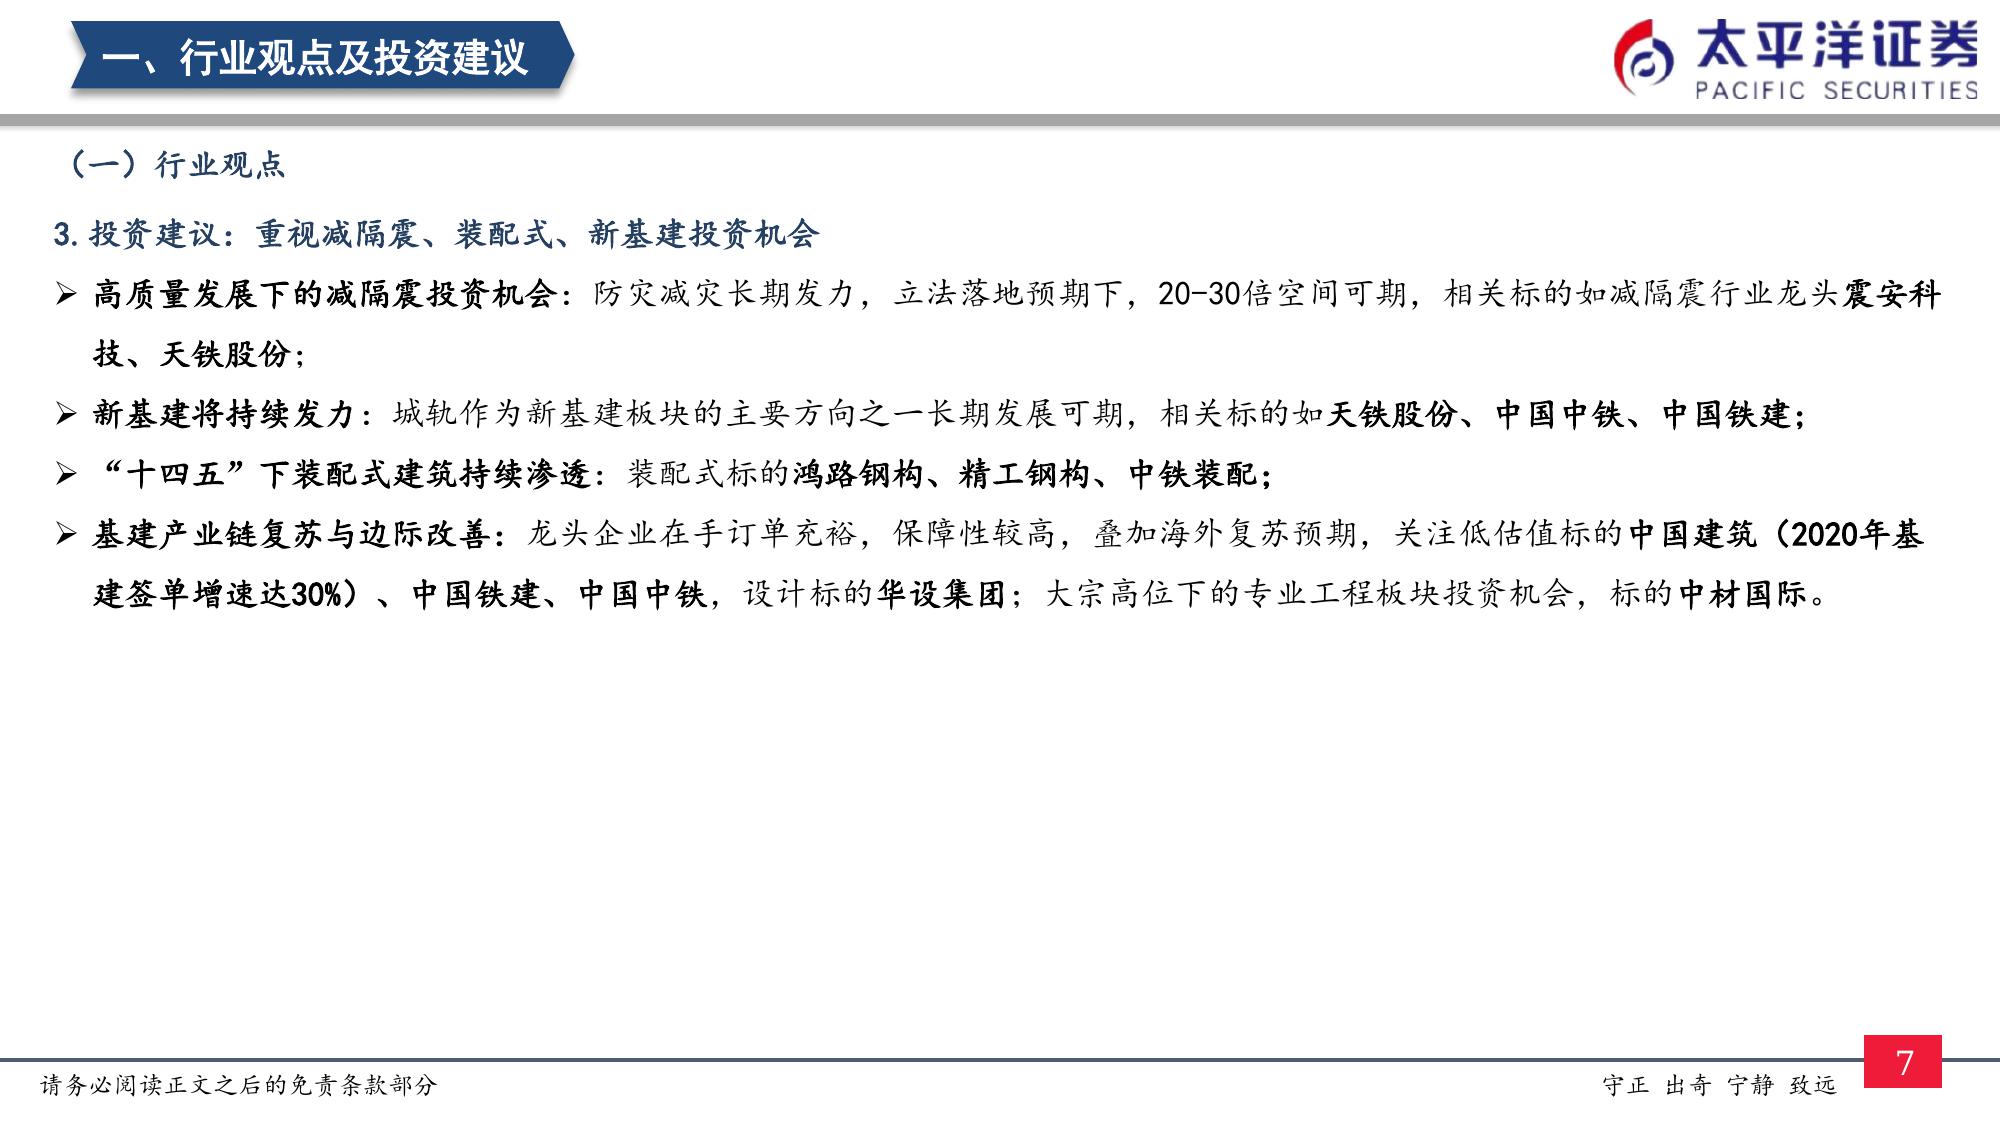 一、行业观点及投资建议
太平洋证券
PACIFIC SECURITIES
（一）行业观点
3. 投资建议：重视减隔震、装配式、新基建投资机会
➢ 高质量发展下的减隔震投资机会：防灾减灾长期发力，立法落地预期下，20-30倍空间可期，相关标的如减隔震行业龙头震安科
技、天铁股份；
➢ 新基建将持续发力：城轨作为新基建板块的主要方向之一长期发展可期，相关标的如天铁股份、中国中铁、中国铁建；
➢ “十四五”下装配式建筑持续渗透：装配式标的鸿路钢构、精工钢构、中铁装配；
➢ 基建产业链复苏与边际改善：龙头企业在手订单充裕，保障性较高，叠加海外复苏预期，关注低估值标的中国建筑（2020年基
建签单增速达30%）、中国铁建、中国中铁，设计标的华设集团；大宗高位下的专业工程板块投资机会，标的中材国际。
请务必阅读正文之后的免责条款部分
守正 出奇 宁静 致远
7